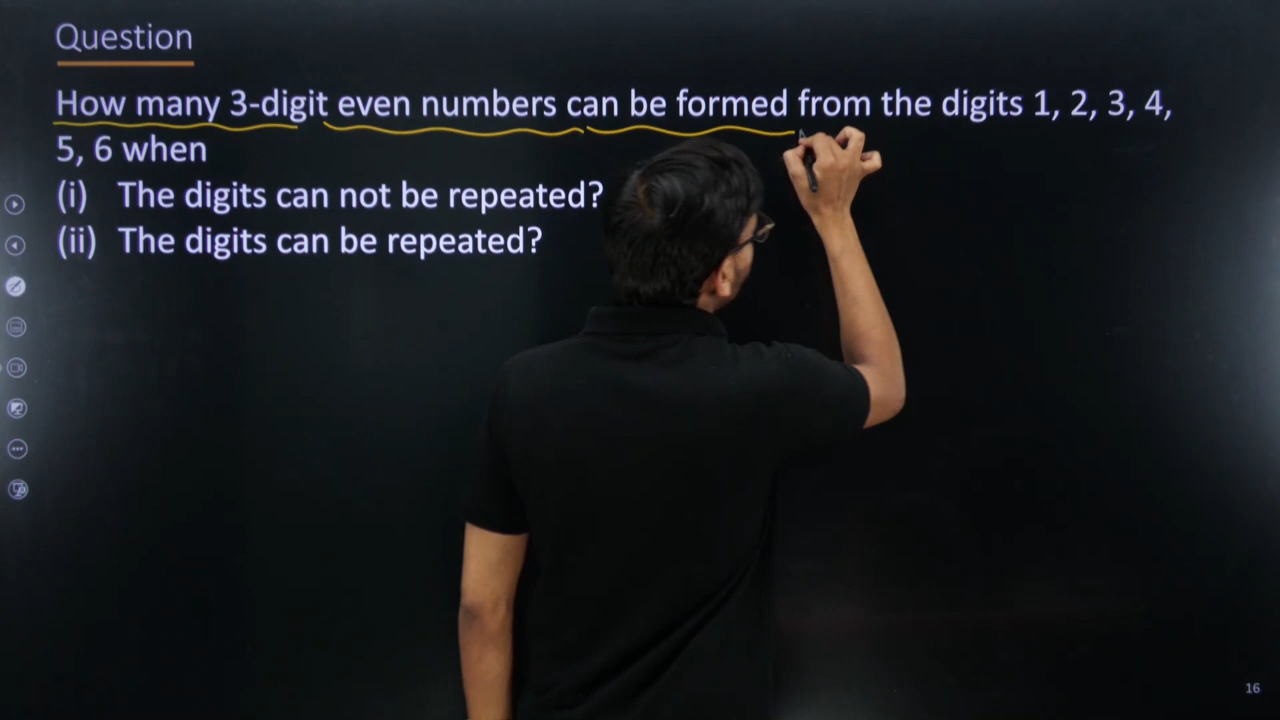 Question
How many 3-digit even numbers can be formed from the digits 1, 2, 3, 4,
5, 6 when
(i) The digits can not be repeated?
(ii) The digits can be repeated?
16